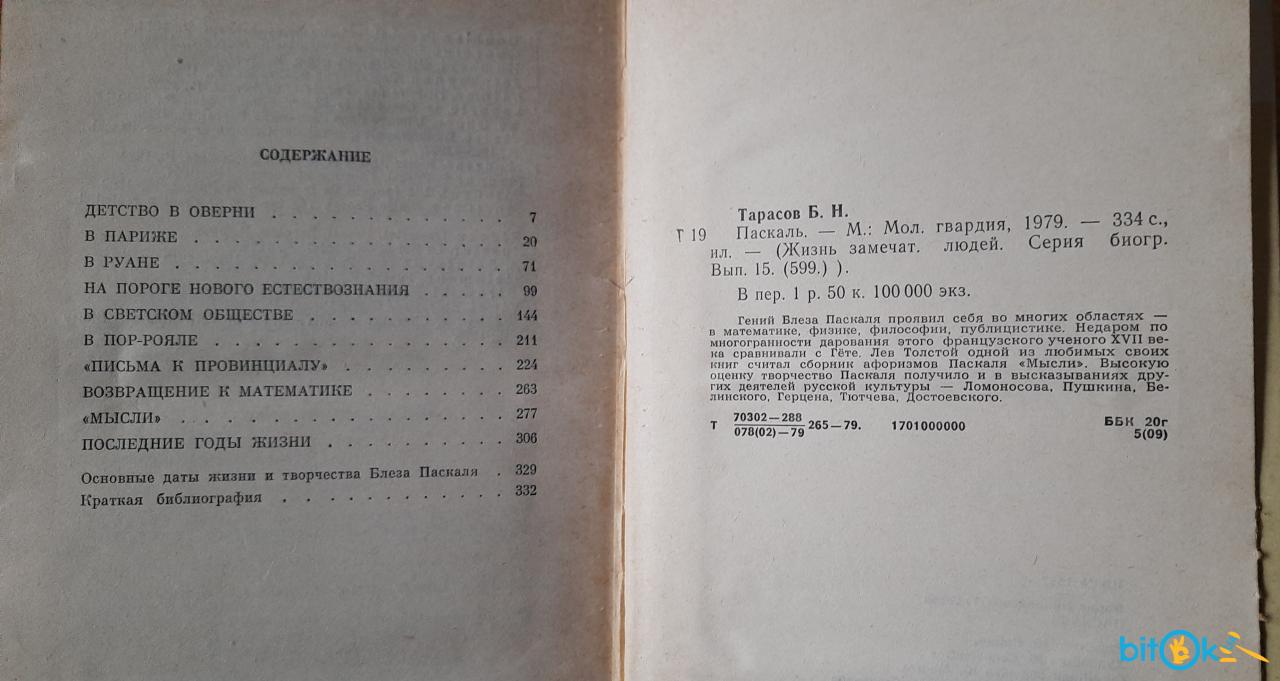 СОДЕРЖАНИЕ
ДЕТСТВО В ОВЕРНИ . . . . . . . . . . . . . 7
В ПАРИЖЕ . . . . . . . . . . . . . . . . 20
В РУАНЕ . . . . . . . . . . . . . . . . . 71
НА ПОРОГЕ НОВОГО ЕСТЕСТВОЗНАНИЯ . . . . . 99
В СВЕТСКОМ ОБЩЕСТВЕ . . . . . . . . . . . 144
В ПОР-РОЯЛЕ . . . . . . . . . . . . . . . 211
«ПИСЬМА К ПРОВИНЦИАЛУ» . . . . . . . . . 224
ВОЗВРАЩЕНИЕ К МАТЕМАТИКЕ . . . . . . . . 263
«МЫСЛИ» . . . . . . . . . . . . . . . . . 277
ПОСЛЕДНИЕ ГОДЫ ЖИЗНИ . . . . . . . . . . 306
Основные даты жизни и творчества Блеза Паскаля . 329
Краткая библиография . . . . . . . . . . . 332
Тарасов Б. Н.
Т 19 Паскаль. — М.: Мол. гвардия, 1979. — 334 с.,
ил. — (Жизнь замечат. людей. Серия биогр.
Вып. 15. (599.) ).
В пер. 1 р. 50 к. 100 000 экз.
Гений Блеза Паскаля проявил себя во многих областях —
в математике, физике, философии, публицистике. Недаром по
многогранности дарования этого французского ученого XVII ве-
ка сравнивали с Гёте. Лев Толстой одной из любимых своих
книг считал сборник афоризмов Паскаля «Мысли». Высокую
оценку творчество Паскаля получило и в высказываниях дру-
гих деятелей русской культуры — Ломоносова, Пушкина, Бе-
линского, Герцена, Тютчева, Достоевского.
Т 70302—288 265—79. 1701000000 ББК 20г
078(02)—79 5(09)
bitOk